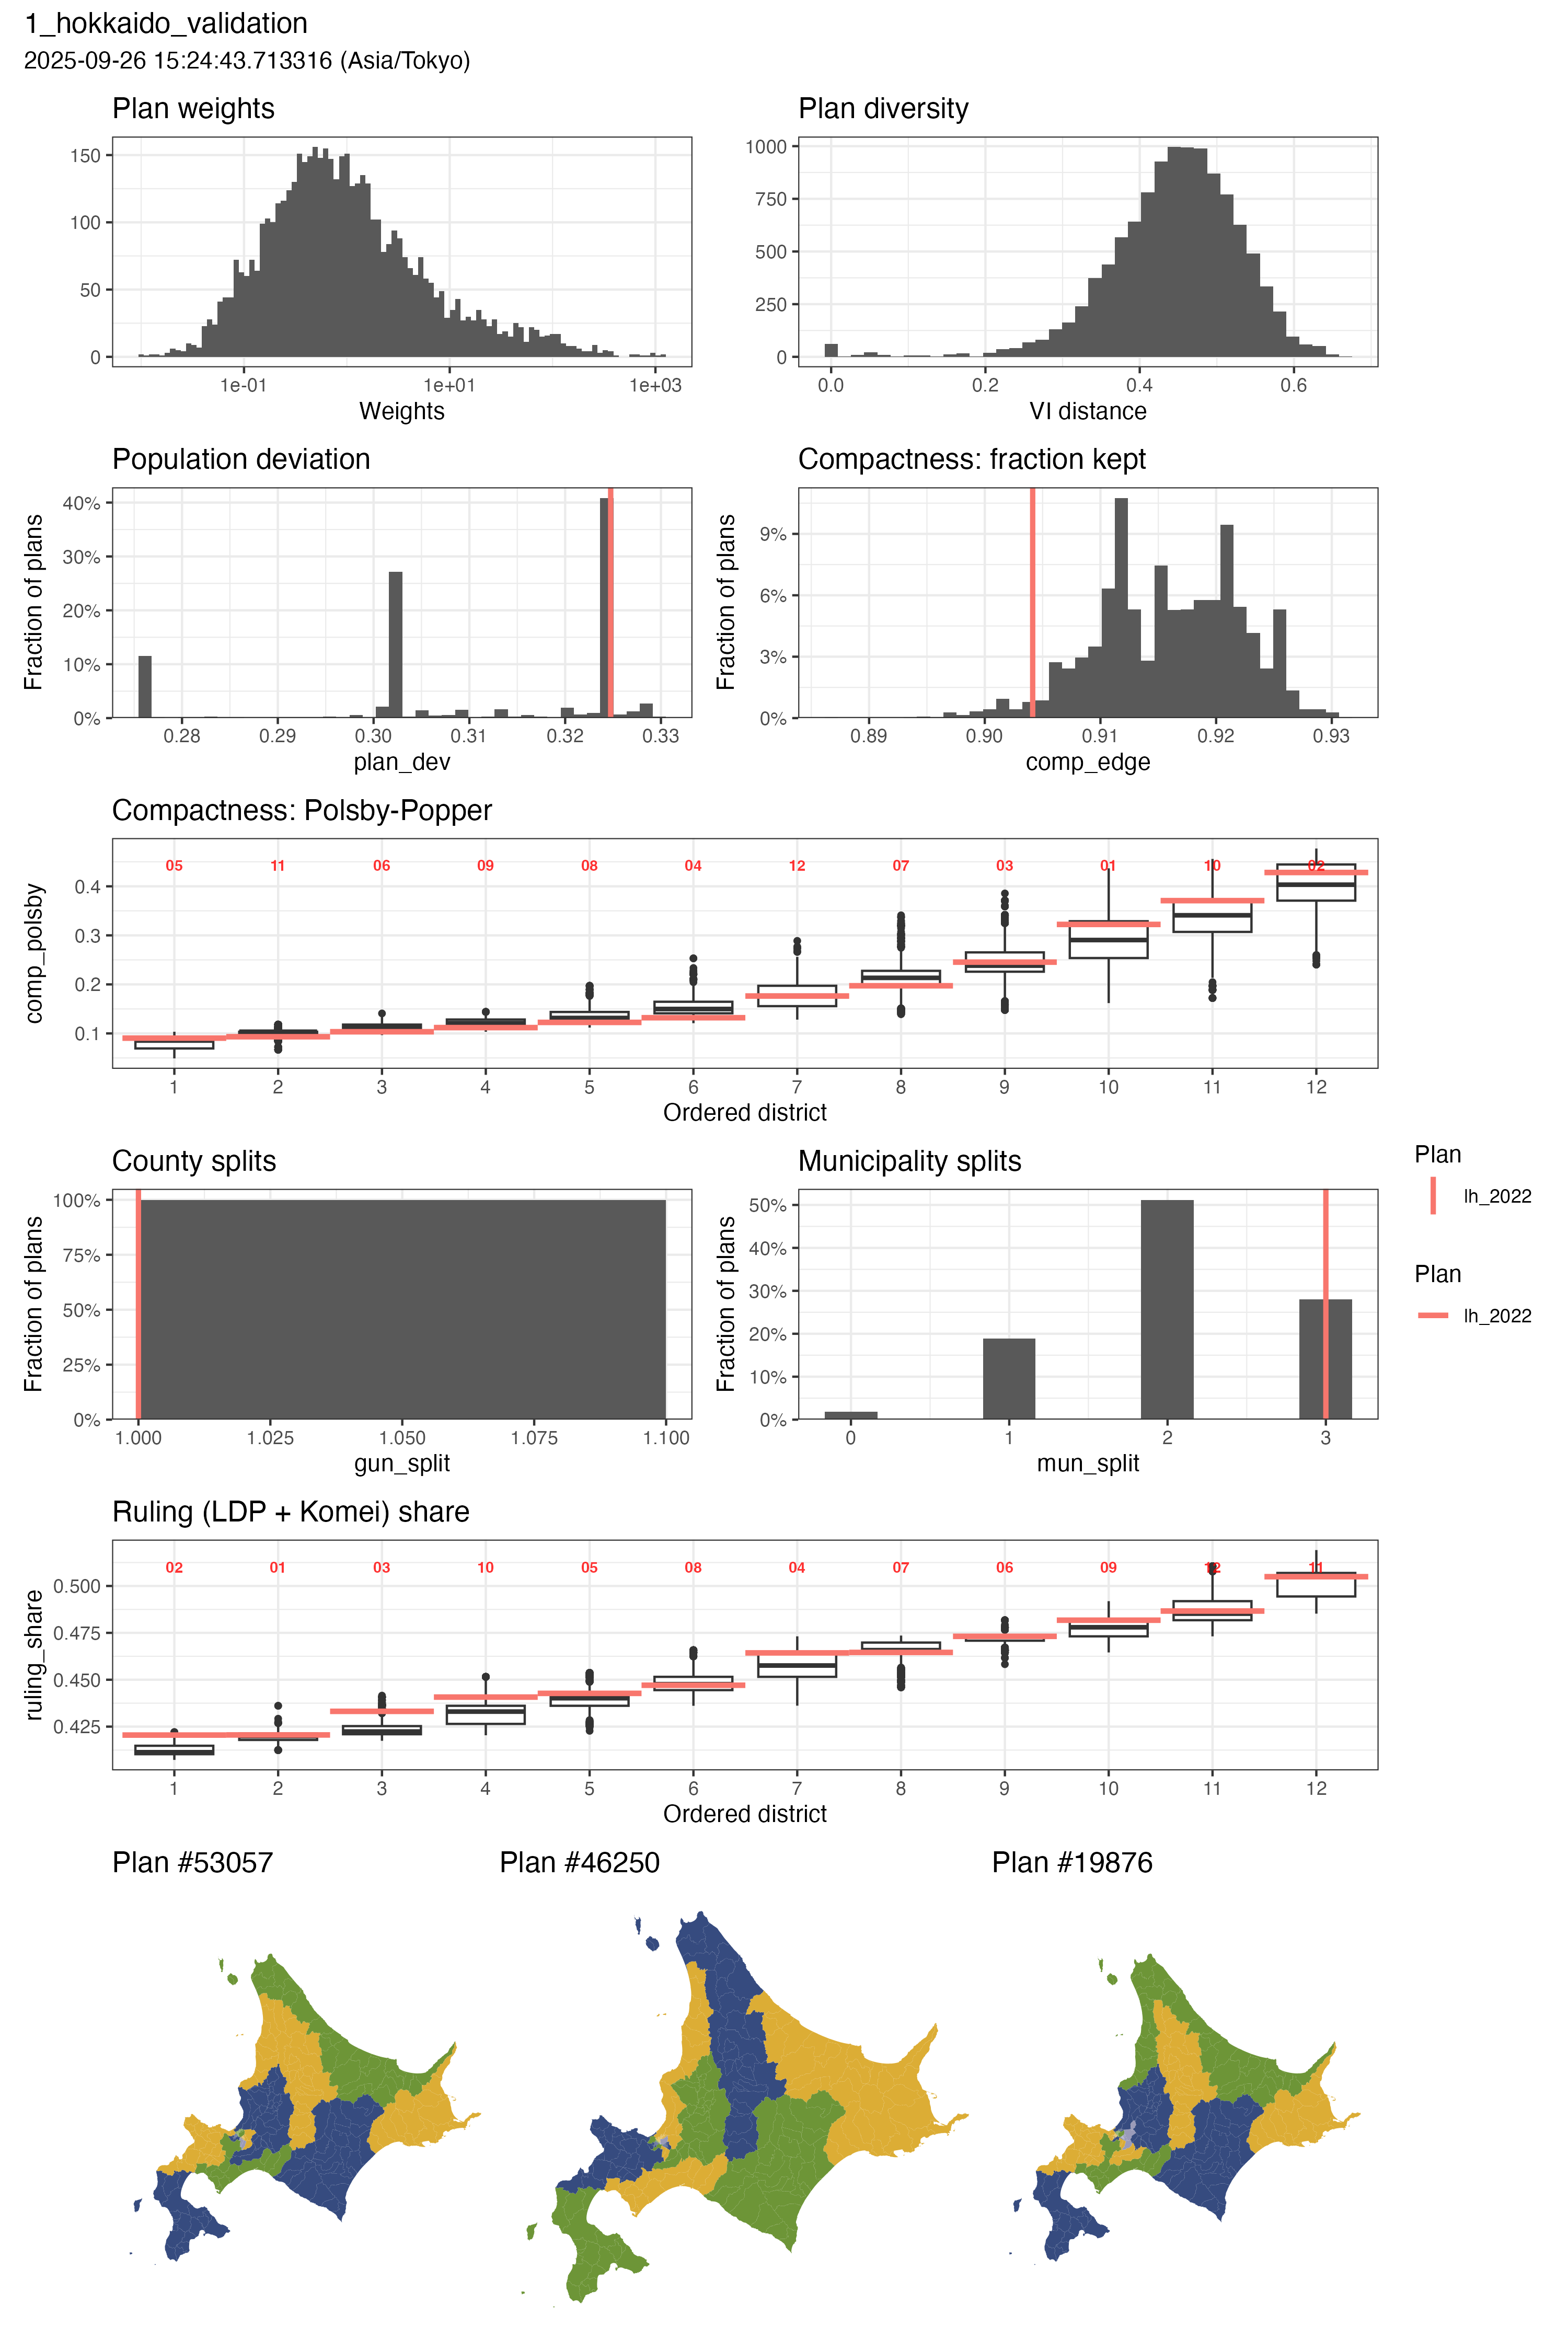 1_hokkaido_validation
2025-09-26 15:24:43.713316 (Asia/Tokyo)
Plan weights
150
100
50
0
1e-01 1e+01 1e+03
Weights
Plan diversity
1000
750
500
250
0
0.0 0.2 0.4 0.6
VI distance
Population deviation
Fraction of plans
40%
30%
20%
10%
0%
0.28 0.29 0.30 0.31 0.32 0.33
plan_dev
Compactness: fraction kept
Fraction of plans
9%
6%
3%
0%
0.89 0.90 0.91 0.92 0.93
comp_edge
Compactness: Polsby-Popper
comp_polsby
05 11 06 09 08 04 12 07 03 01 10 02
0.4
0.3
0.2
0.1
1 2 3 4 5 6 7 8 9 10 11 12
Ordered district
County splits
Fraction of plans
100%
75%
50%
25%
0%
1.000 1.025 1.050 1.075 1.100
gun_split
Municipality splits
Fraction of plans
50%
40%
30%
20%
10%
0%
0 1 2 3
mun_split
Plan
lh_2022
Plan
lh_2022
Ruling (LDP + Komei) share
ruling_share
02 01 03 10 05 08 04 07 06 09 12 11
0.500
0.475
0.450
0.425
1 2 3 4 5 6 7 8 9 10 11 12
Ordered district
Plan #53057
Plan #46250
Plan #19876